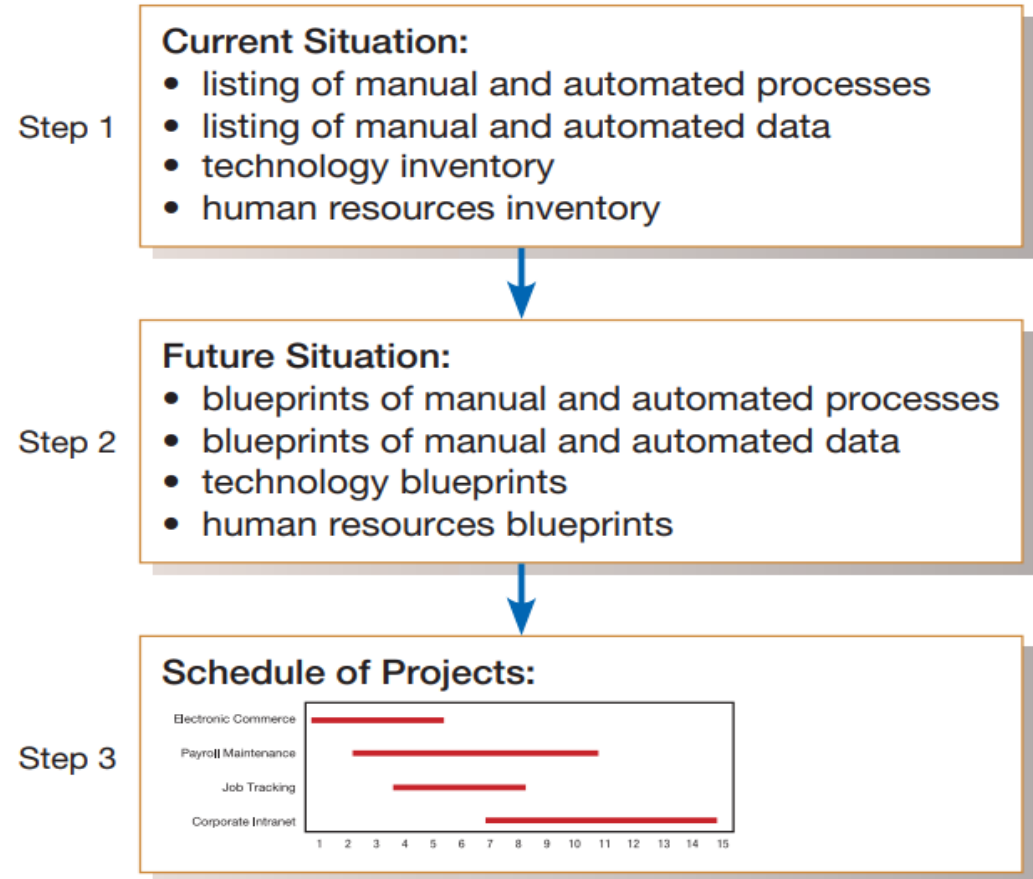 Step 1
Current Situation:
• listing of manual and automated processes
• listing of manual and automated data
• technology inventory
• human resources inventory
Step 2
Future Situation:
• blueprints of manual and automated processes
• blueprints of manual and automated data
• technology blueprints
• human resources blueprints
Step 3
Schedule of Projects:
Electronic Commerce
Payroll Maintenance
Job Tracking
Corporate Intranet
1 2 3 4 5 6 7 8 9 10 11 12 13 14 15